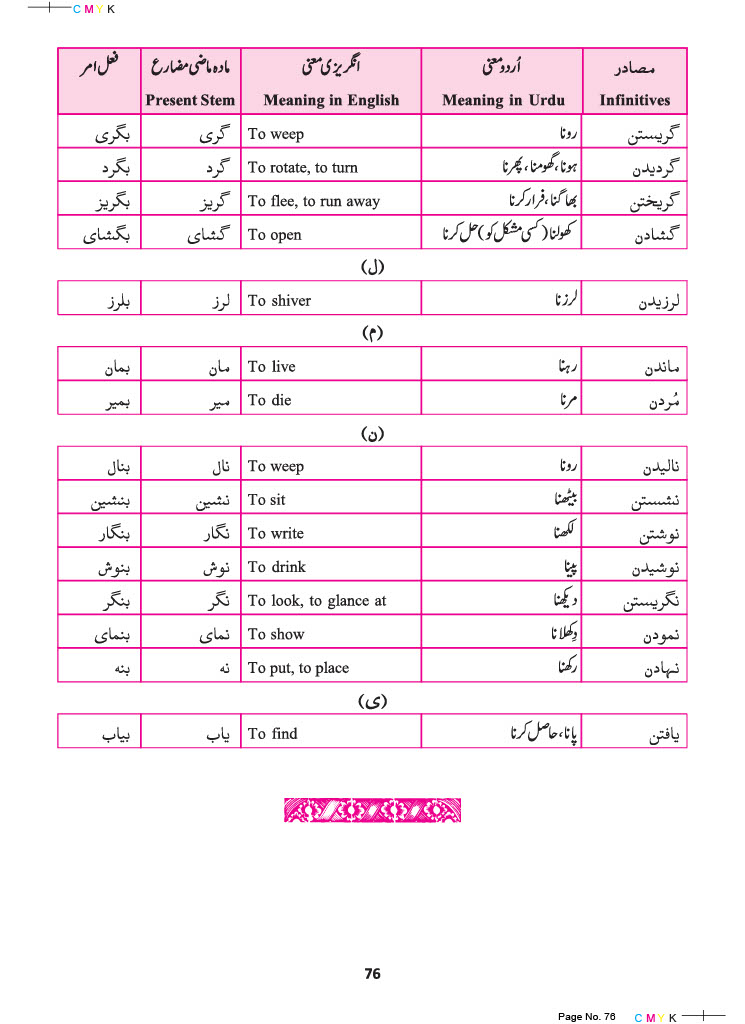 C M Y K
مصادر	اُردو معنی	انگریزی معنی	مادہ ماضی مضارع	فعل امر
Infinitives	Meaning in Urdu	Meaning in English	Present Stem
گریستن	رونا	To weep	گری	بگری
گردیدن	ہونا، گھومنا، پھرنا	To rotate, to turn	گرد	بگرد
گریختن	بھاگنا، فرار کرنا	To flee, to run away	گریز	بگریز
گشادن	کھولنا (کسی مشکل کو) حل کرنا	To open	گشای	بگشای
(ل)
لرزیدن	لرزنا	To shiver	لرز	بلرز
(م)
ماندن	رہنا	To live	مان	بمان
مُردن	مرنا	To die	میر	بمیر
(ن)
نالیدن	رونا	To weep	نال	بنال
نشستن	بیٹھنا	To sit	نشین	بنشین
نوشتن	لکھنا	To write	نگار	بنگار
نوشیدن	پینا	To drink	نوش	بنوش
نگریستن	دیکھنا	To look, to glance at	نگر	بنگر
نمودن	دِکھلانا	To show	نمای	بنمای
نہادن	رکھنا	To put, to place	نہ	بنہ
(ی)
یافتن	پانا، حاصل کرنا	To find	یاب	بیاب
76
Page No. 76 C M Y K